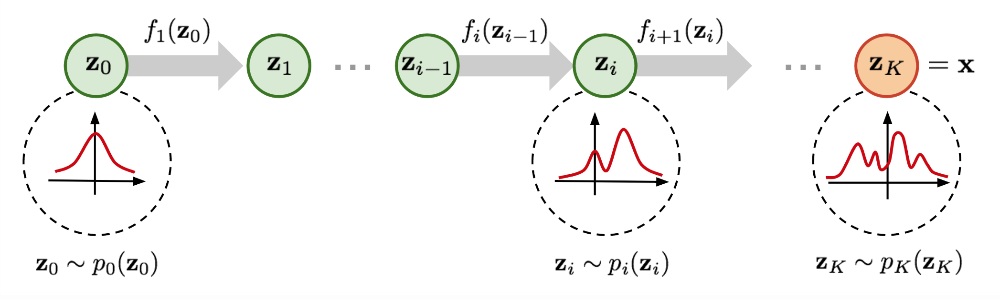 f₁(z₀) fᵢ(zᵢ₋₁) fᵢ₊₁(zᵢ)
z₀ z₁ ... zᵢ₋₁ zᵢ ... z_K = x
z₀ ∼ p₀(z₀) zᵢ ∼ pᵢ(zᵢ) z_K ∼ p_K(z_K)